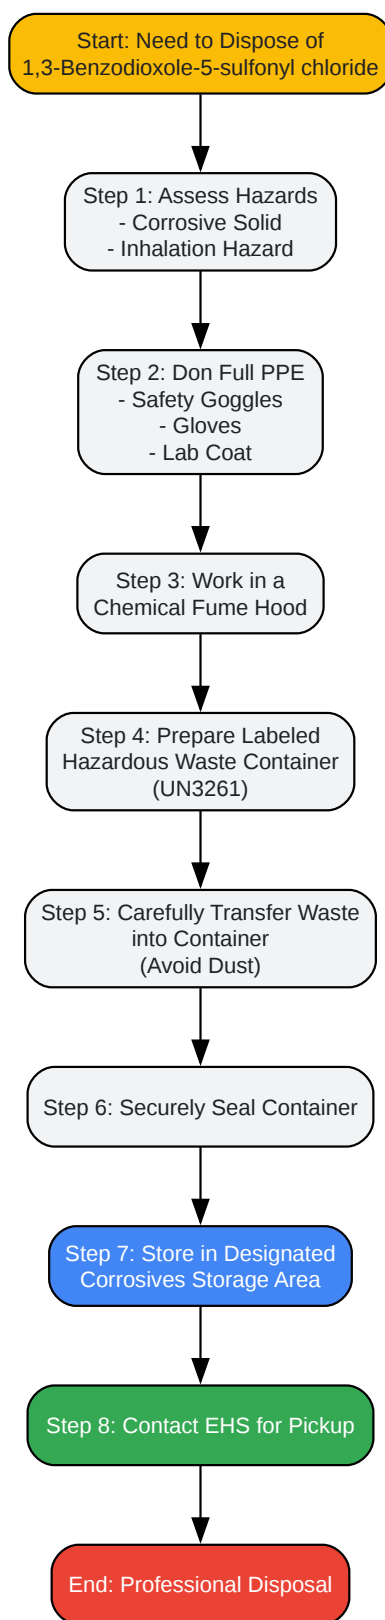 Start: Need to Dispose of
1,3-Benzodioxole-5-sulfonyl chloride
Step 1: Assess Hazards
- Corrosive Solid
- Inhalation Hazard
Step 2: Don Full PPE
- Safety Goggles
- Gloves
- Lab Coat
Step 3: Work in a
Chemical Fume Hood
Step 4: Prepare Labeled
Hazardous Waste Container
(UN3261)
Step 5: Carefully Transfer Waste
into Container
(Avoid Dust)
Step 6: Securely Seal Container
Step 7: Store in Designated
Corrosives Storage Area
Step 8: Contact EHS for Pickup
End: Professional Disposal